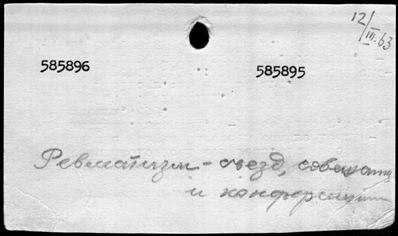 12/III.63
585896 585895
Ревматизм - съезд, совещания
и конференции